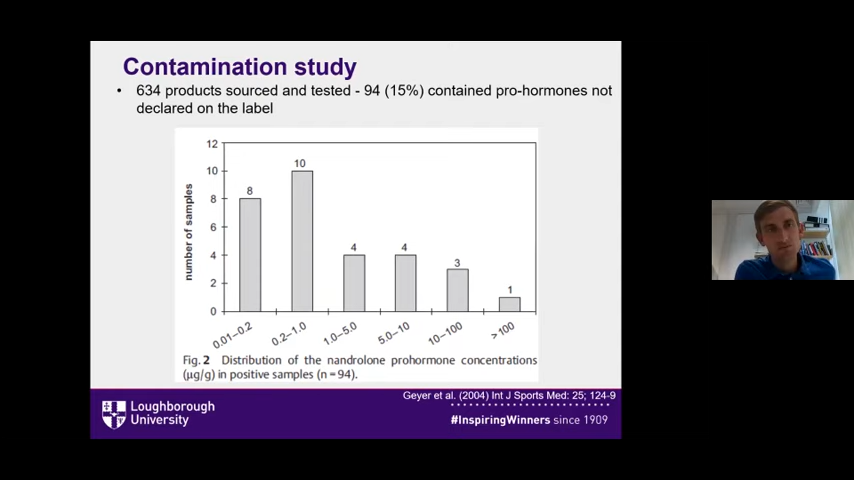 Contamination study
• 634 products sourced and tested - 94 (15%) contained pro-hormones not
declared on the label
12
10
8
6
4
2
0
number of samples
8
10
4
4
3
1
0.01–0.2
0.2–1.0
1.0–5.0
5.0–10
10–100
> 100
Fig. 2 Distribution of the nandrolone prohormone concentrations
(µg/g) in positive samples (n = 94).
Geyer et al. (2004) Int J Sports Med: 25; 124-9
Loughborough
University
#InspiringWinners since 1909